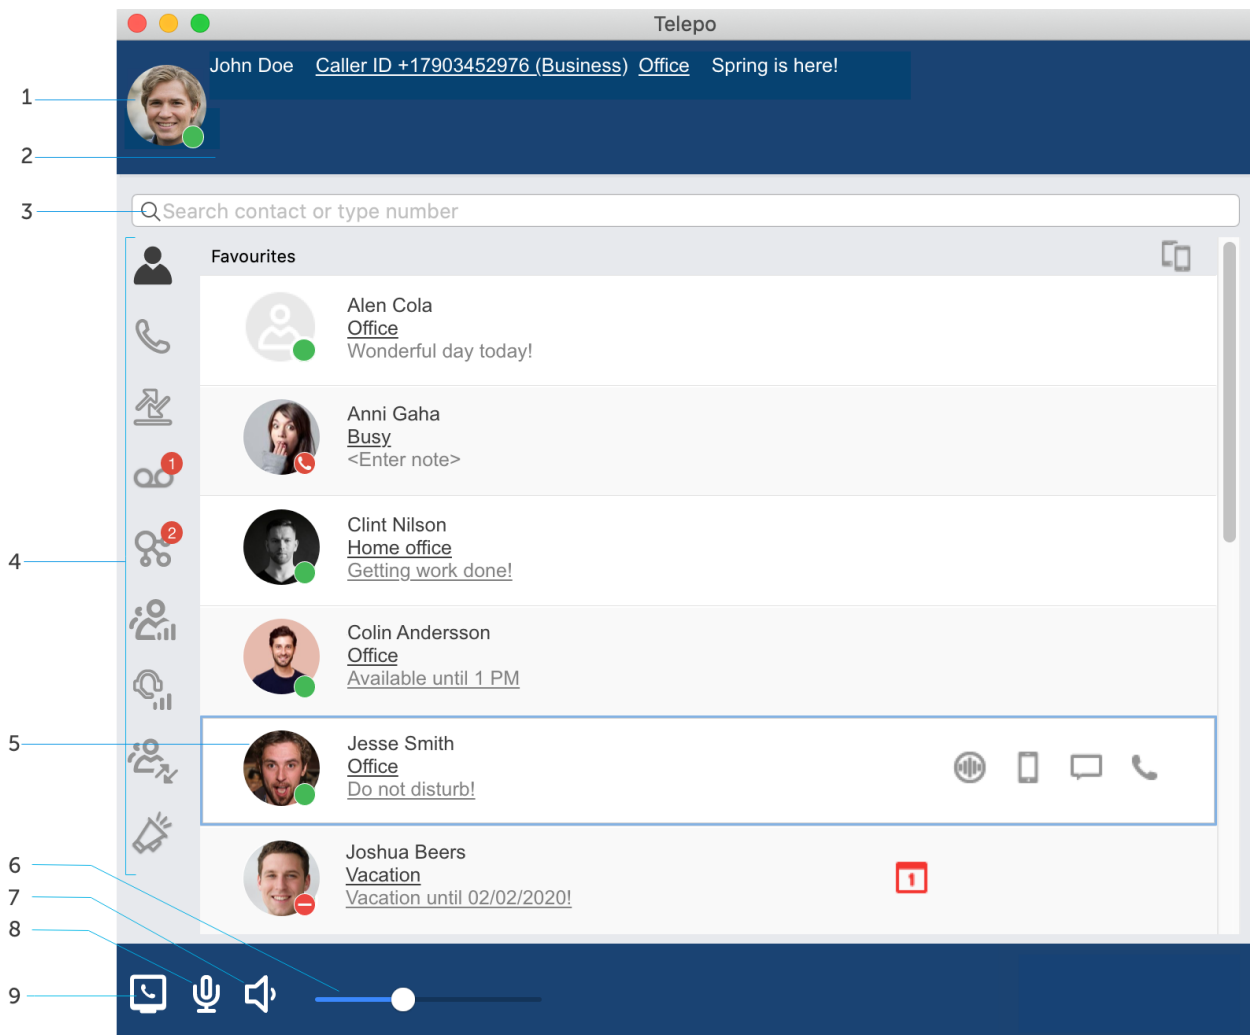 Telepo
John Doe Caller ID +17903452976 (Business) Office Spring is here!
1
2
3
Search contact or type number
Favourites
Alen Cola
Office
Wonderful day today!
Anni Gaha
Busy
<Enter note>
1
Clint Nilson
2
Home office
4
Getting work done!
Colin Andersson
Office
Available until 1 PM
5
Jesse Smith
Office
Do not disturb!
Joshua Beers
6
Vacation
1
7
Vacation until 02/02/2020!
8
9